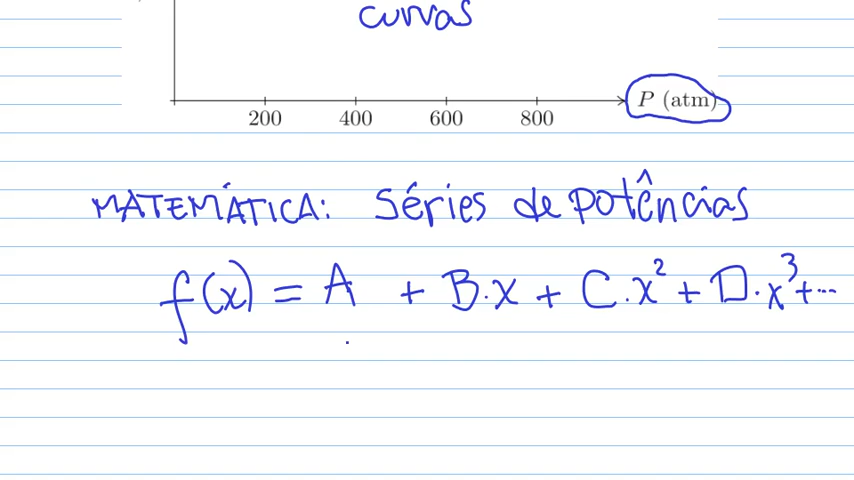 curvas
P (atm)
200 400 600 800
MATEMÁTICA: Séries de potências
f(x) = A + B·x + C·x² + D·x³ + ...